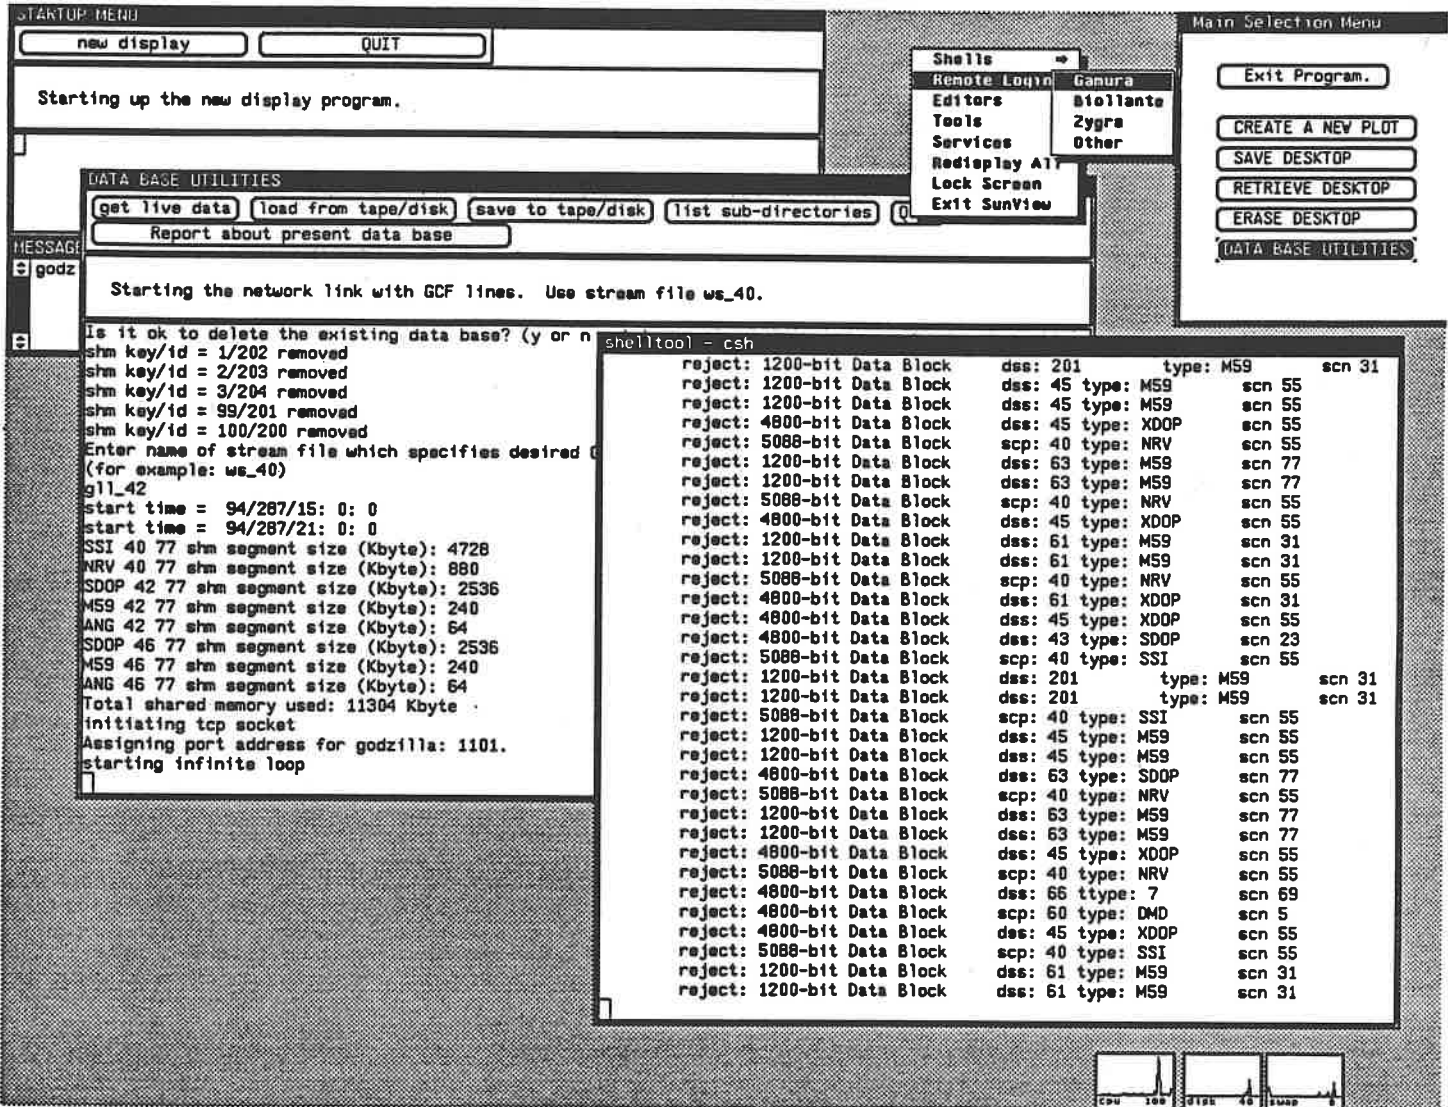 STARTUP MENU
new display
QUIT
Starting up the new display program.
Shells ⇒
Remote Login
Editors
Tools
Services
Redisplay All
Lock Screen
Exit SunView
Gamura
Biollante
Zygra
Other
Main Selection Menu
Exit Program.
CREATE A NEW PLOT
SAVE DESKTOP
RETRIEVE DESKTOP
ERASE DESKTOP
DATA BASE UTILITIES
DATA BASE UTILITIES
get live data
load from tape/disk
save to tape/disk
list sub-directories
Report about present data base
MESSAGE
godz
Starting the network link with GCF lines. Use stream file ws_40.
Is it ok to delete the existing data base? (y or n
shm key/id = 1/202 removed
shm key/id = 2/203 removed
shm key/id = 3/204 removed
shm key/id = 99/201 removed
shm key/id = 100/200 removed
Enter name of stream file which specifies desired
(for example: ws_40)
gll_42
start time = 94/287/15: 0: 0
start time = 94/287/21: 0: 0
SSI 40 77 shm segment size (Kbyte): 4728
NRV 40 77 shm segment size (Kbyte): 880
SDOP 42 77 shm segment size (Kbyte): 2536
M59 42 77 shm segment size (Kbyte): 240
ANG 42 77 shm segment size (Kbyte): 64
SDOP 46 77 shm segment size (Kbyte): 2536
M59 46 77 shm segment size (Kbyte): 240
ANG 46 77 shm segment size (Kbyte): 64
Total shared memory used: 11304 Kbyte
initiating tcp socket
Assigning port address for godzilla: 1101.
starting infinite loop
shelltool - csh
reject: 1200-bit Data Block dss: 201 type: M59 scn 31
reject: 1200-bit Data Block dss: 45 type: M59 scn 55
reject: 1200-bit Data Block dss: 45 type: M59 scn 55
reject: 4800-bit Data Block dss: 45 type: XDOP scn 55
reject: 5088-bit Data Block scp: 40 type: NRV scn 55
reject: 1200-bit Data Block dss: 63 type: M59 scn 77
reject: 1200-bit Data Block dss: 63 type: M59 scn 77
reject: 5088-bit Data Block scp: 40 type: NRV scn 55
reject: 4800-bit Data Block dss: 45 type: XDOP scn 55
reject: 1200-bit Data Block dss: 61 type: M59 scn 31
reject: 1200-bit Data Block dss: 61 type: M59 scn 31
reject: 5088-bit Data Block scp: 40 type: NRV scn 55
reject: 4800-bit Data Block dss: 61 type: XDOP scn 31
reject: 4800-bit Data Block dss: 45 type: XDOP scn 55
reject: 4800-bit Data Block dss: 43 type: SDOP scn 23
reject: 5088-bit Data Block scp: 40 type: SSI scn 55
reject: 1200-bit Data Block dss: 201 type: M59 scn 31
reject: 1200-bit Data Block dss: 201 type: M59 scn 31
reject: 5088-bit Data Block scp: 40 type: SSI scn 55
reject: 1200-bit Data Block dss: 45 type: M59 scn 55
reject: 1200-bit Data Block dss: 45 type: M59 scn 55
reject: 4800-bit Data Block dss: 63 type: SDOP scn 77
reject: 5088-bit Data Block scp: 40 type: NRV scn 55
reject: 1200-bit Data Block dss: 63 type: M59 scn 77
reject: 1200-bit Data Block dss: 63 type: M59 scn 77
reject: 4800-bit Data Block dss: 45 type: XDOP scn 55
reject: 5088-bit Data Block scp: 40 type: NRV scn 55
reject: 4800-bit Data Block dss: 66 ttype: 7 scn 69
reject: 4800-bit Data Block scp: 60 type: DMD scn 5
reject: 4800-bit Data Block dss: 45 type: XDOP scn 55
reject: 5088-bit Data Block scp: 40 type: SSI scn 55
reject: 1200-bit Data Block dss: 61 type: M59 scn 31
reject: 1200-bit Data Block dss: 61 type: M59 scn 31
cpu 100
disk 40
swap 8